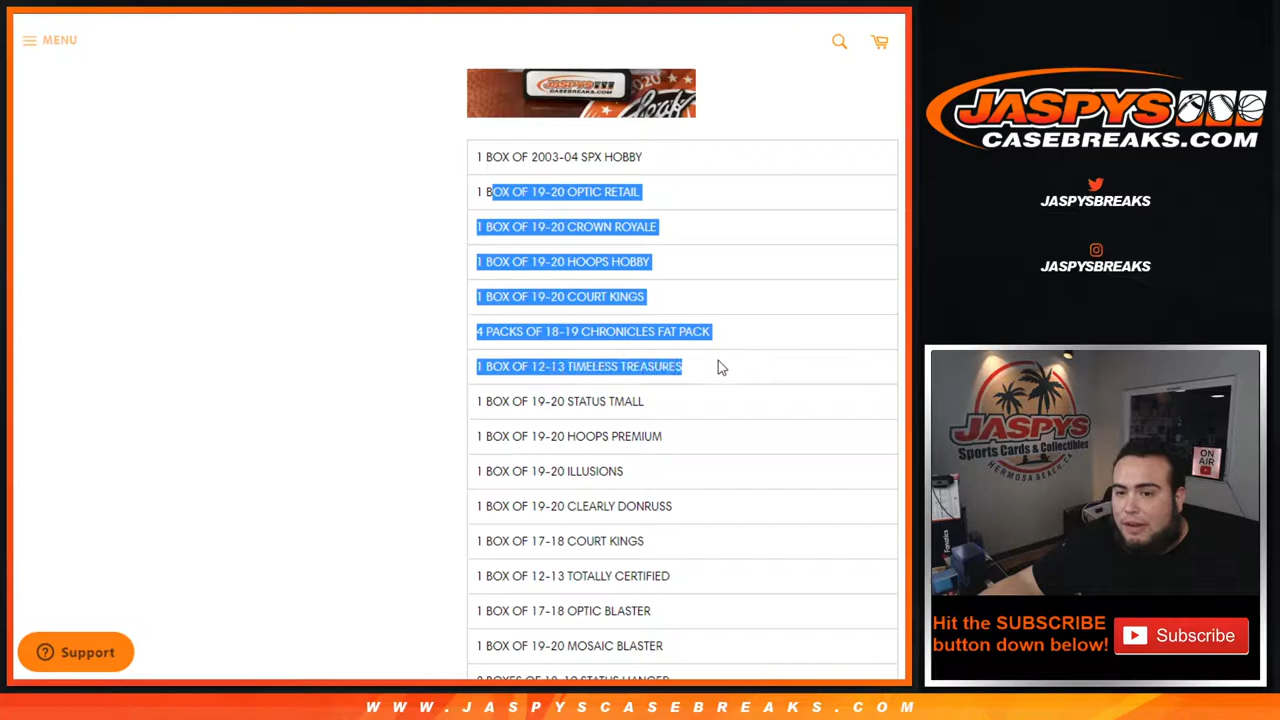 MENU
JASPYS
CASEBREAKS.COM
2020
1 BOX OF 2003-04 SPX HOBBY
1 BOX OF 19-20 OPTIC RETAIL
1 BOX OF 19-20 CROWN ROYALE
1 BOX OF 19-20 HOOPS HOBBY
1 BOX OF 19-20 COURT KINGS
4 PACKS OF 18-19 CHRONICLES FAT PACK
1 BOX OF 12-13 TIMELESS TREASURES
1 BOX OF 19-20 STATUS TMALL
1 BOX OF 19-20 HOOPS PREMIUM
1 BOX OF 19-20 ILLUSIONS
1 BOX OF 19-20 CLEARLY DONRUSS
1 BOX OF 17-18 COURT KINGS
1 BOX OF 12-13 TOTALLY CERTIFIED
1 BOX OF 17-18 OPTIC BLASTER
1 BOX OF 19-20 MOSAIC BLASTER
Support
JASPYS
CASEBREAKS.COM
JASPYSBREAKS
JASPYSBREAKS
JASPYS
Sports Cards & Collectibles
HERMOSA BEACH, CA
ON
AIR
Fanatics
Hit the SUBSCRIBE
button down below!
Subscribe
WWW.JASPYSCASEBREAKS.COM